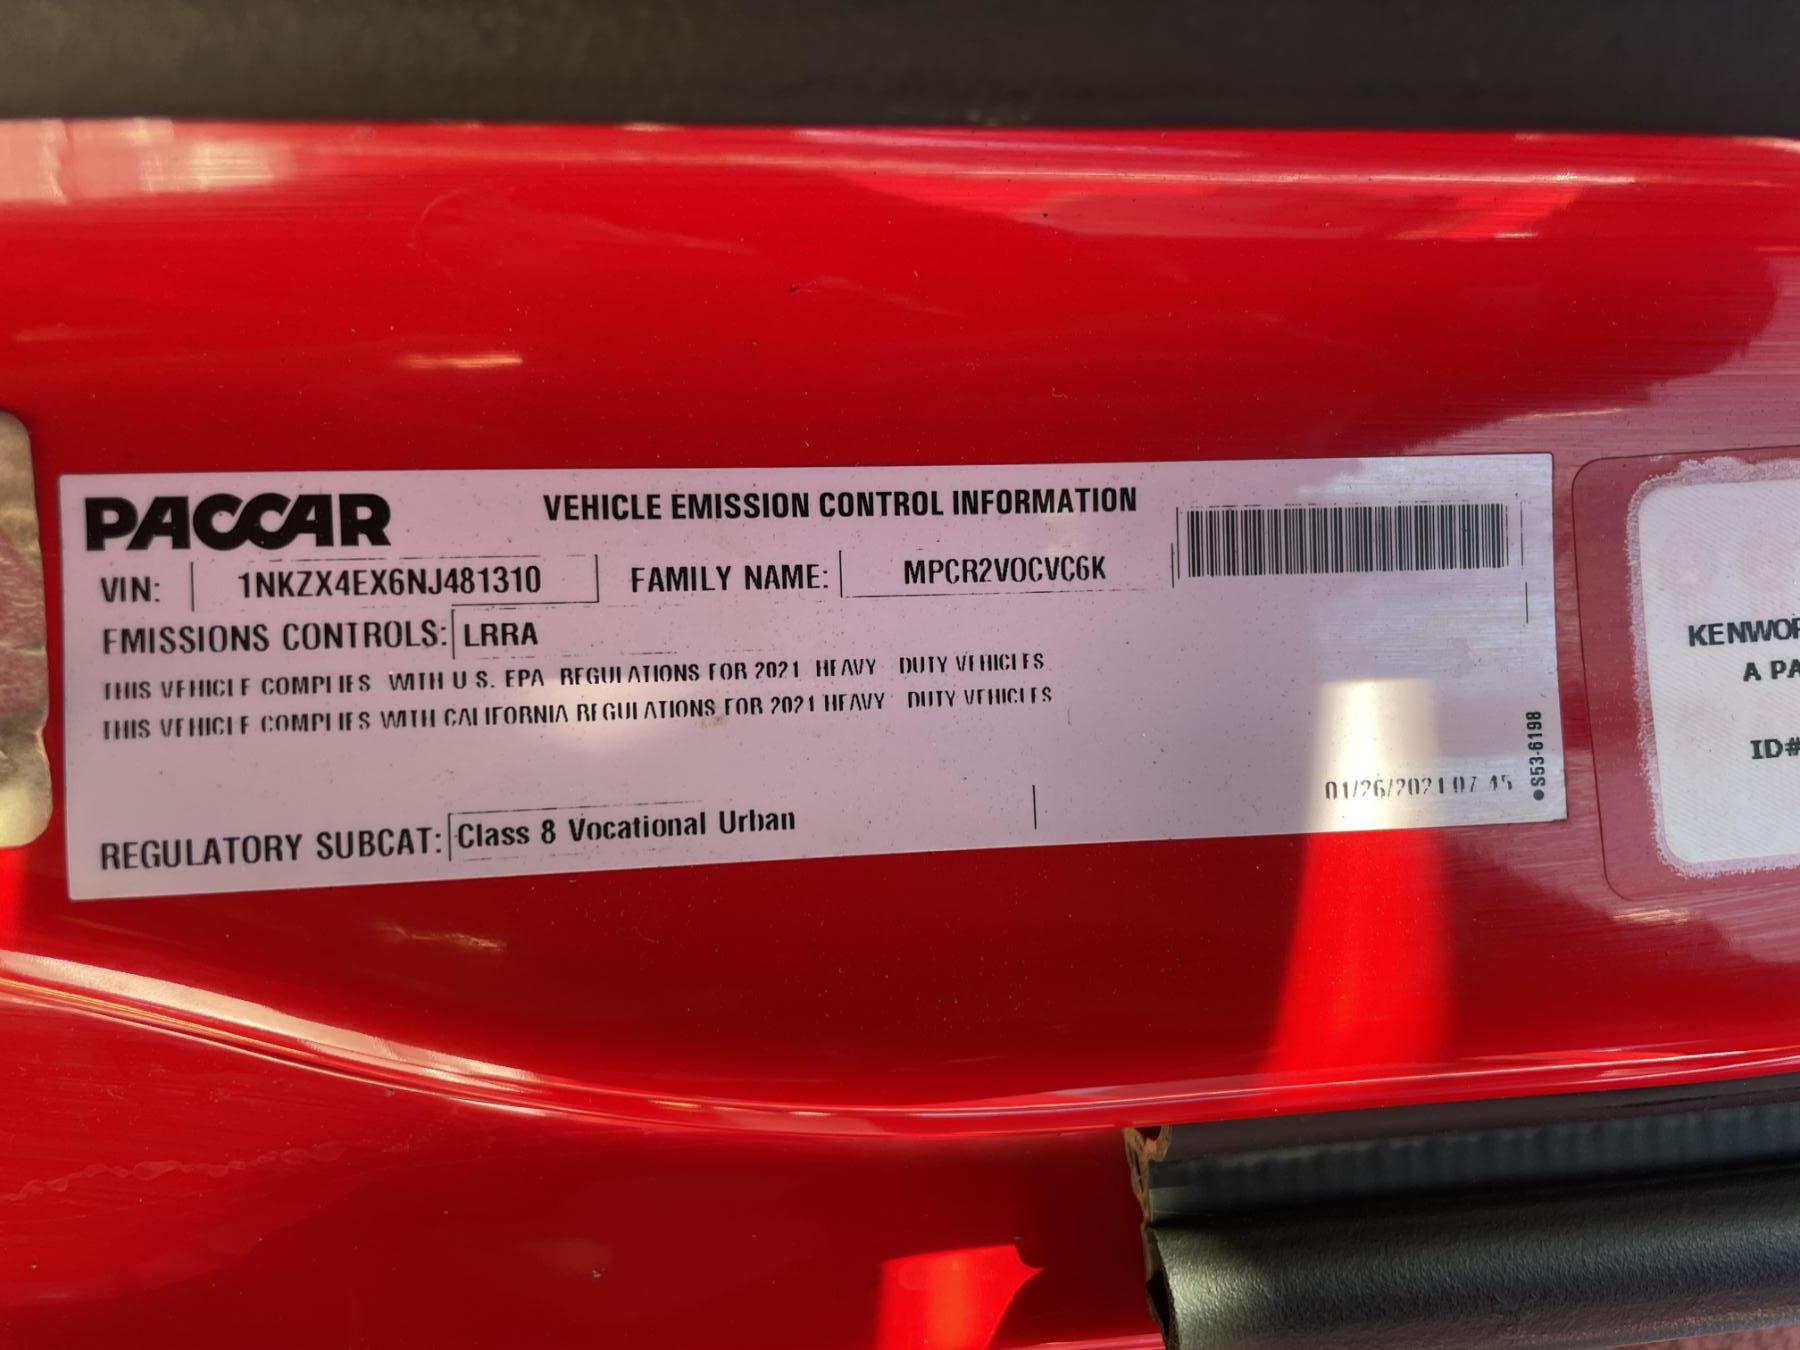 PACCAR
VEHICLE EMISSION CONTROL INFORMATION
VIN: 1NKZX4EX6NJ481310 FAMILY NAME: MPCR2VOCVC6K
EMISSIONS CONTROLS: LRRA
THIS VEHICLE COMPLIES WITH U.S. EPA REGULATIONS FOR 2021 HEAVY DUTY VEHICLES
THIS VEHICLE COMPLIES WITH CALIFORNIA REGULATIONS FOR 2021 HEAVY DUTY VEHICLES
01/26/2021 07 45
S53-6198
REGULATORY SUBCAT: Class 8 Vocational Urban
KENWOR
A PA
ID#